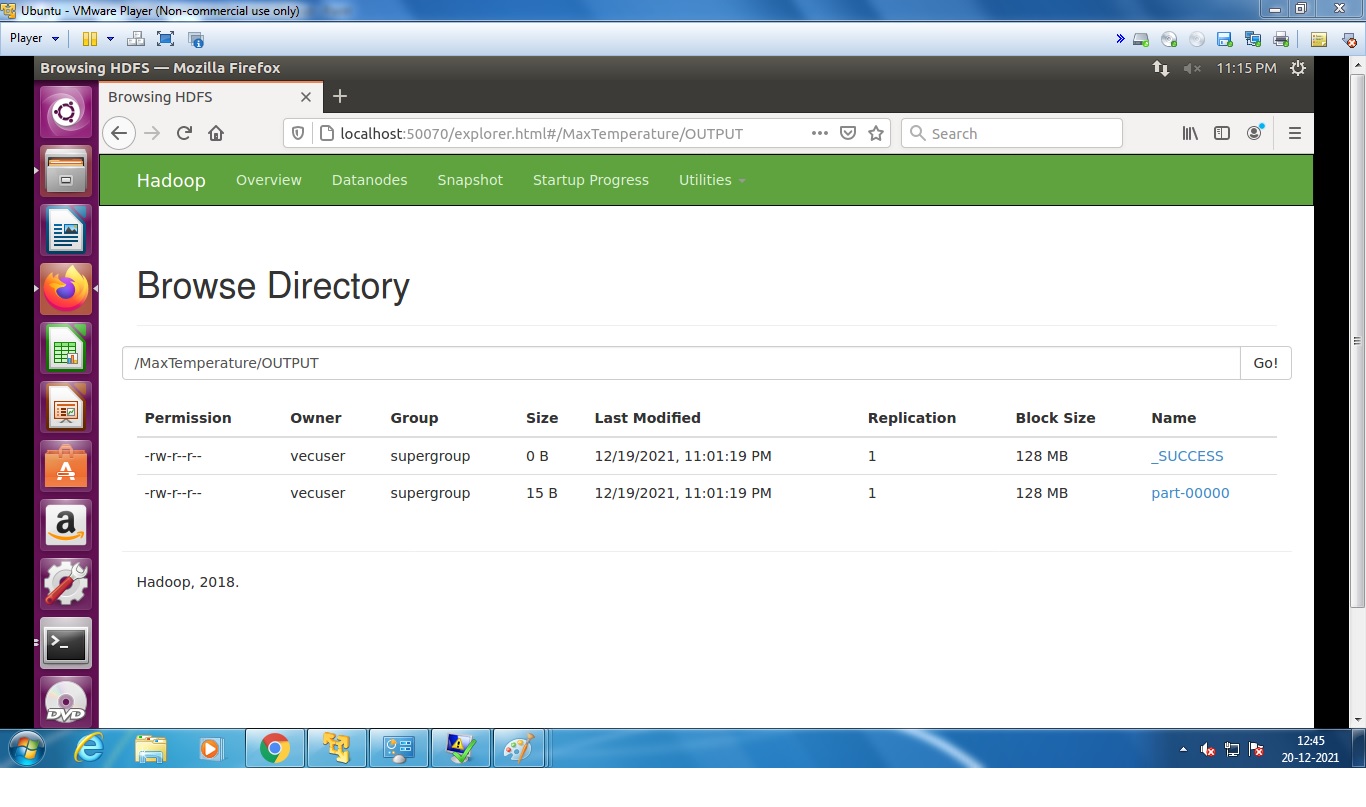 Ubuntu - VMware Player (Non-commercial use only)
Player
Browsing HDFS — Mozilla Firefox
11:15 PM
Browsing HDFS
localhost:50070/explorer.html#/MaxTemperature/OUTPUT
Search
Hadoop Overview Datanodes Snapshot Startup Progress Utilities
Browse Directory
/MaxTemperature/OUTPUT Go!
Permission Owner Group Size Last Modified Replication Block Size Name
-rw-r--r-- vecuser supergroup 0 B 12/19/2021, 11:01:19 PM 1 128 MB _SUCCESS
-rw-r--r-- vecuser supergroup 15 B 12/19/2021, 11:01:19 PM 1 128 MB part-00000
Hadoop, 2018.
DVD
12:45
20-12-2021